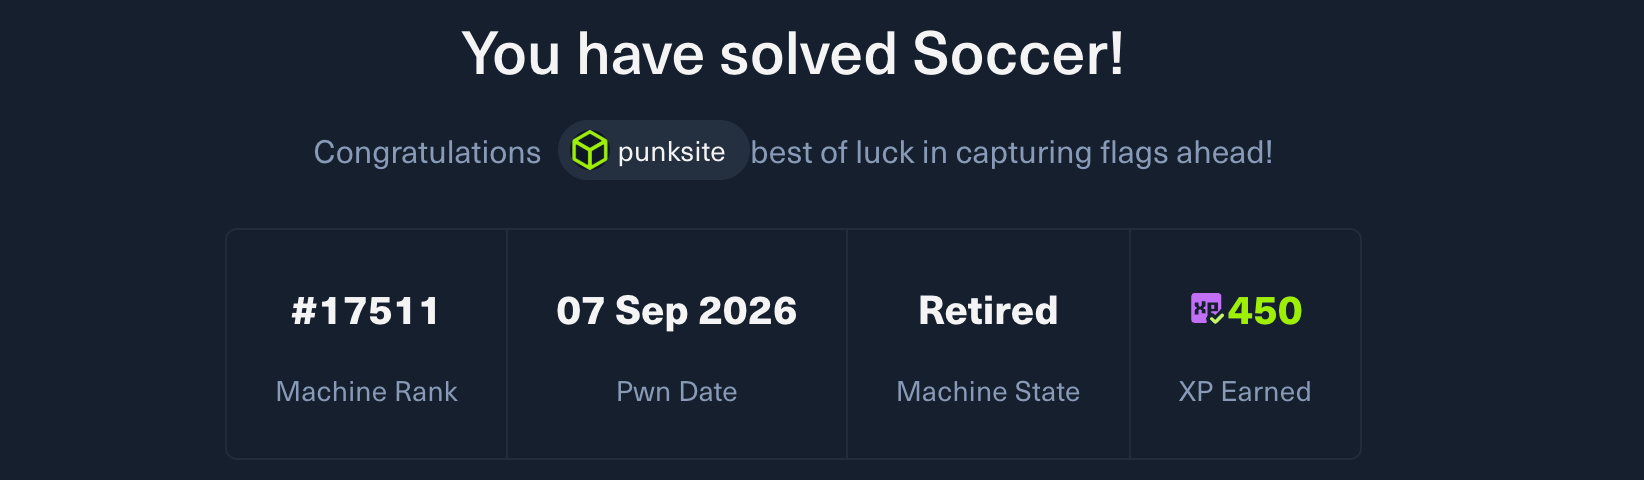 You have solved Soccer!
Congratulations punksite best of luck in capturing flags ahead!
#17511 07 Sep 2026 Retired XP 450
Machine Rank Pwn Date Machine State XP Earned